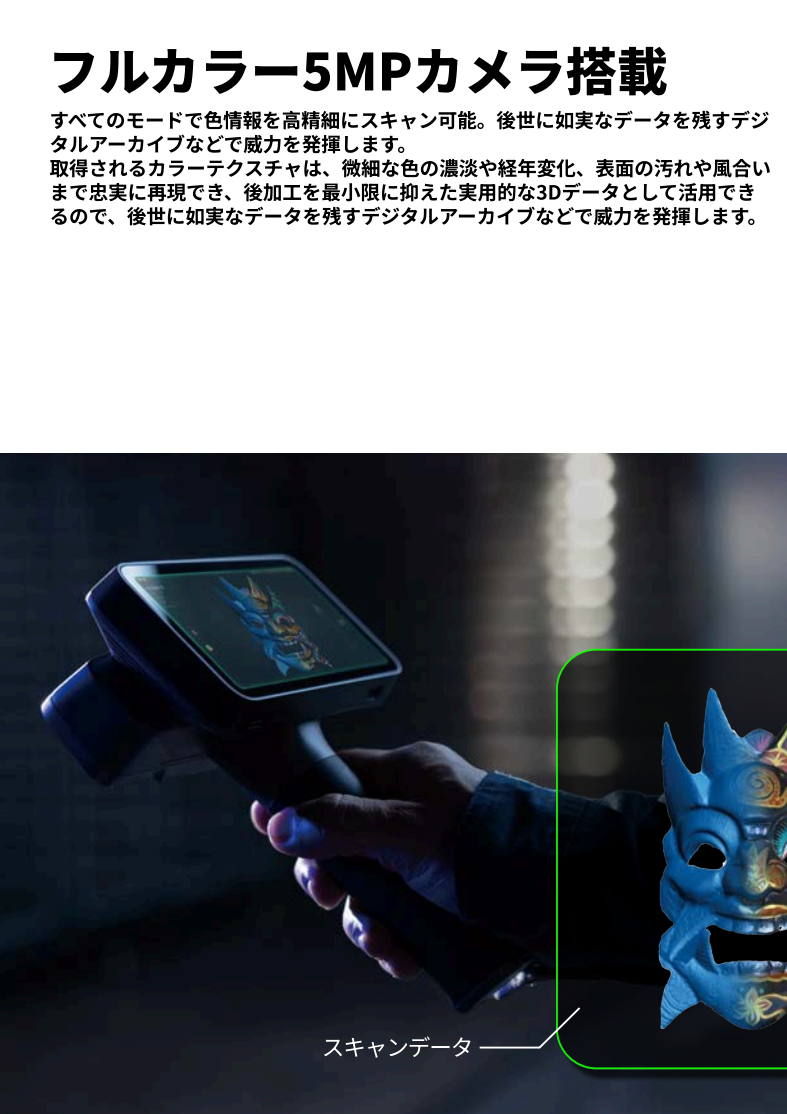 フルカラー5MPカメラ搭載
すべてのモードで色情報を高精細にスキャン可能。後世に如実なデータを残すデジ
タルアーカイブなどで威力を発揮します。
取得されるカラーテクスチャは、微細な色の濃淡や経年変化、表面の汚れや風合い
まで忠実に再現でき、後加工を最小限に抑えた実用的な3Dデータとして活用でき
るので、後世に如実なデータを残すデジタルアーカイブなどで威力を発揮します。
スキャンデータ